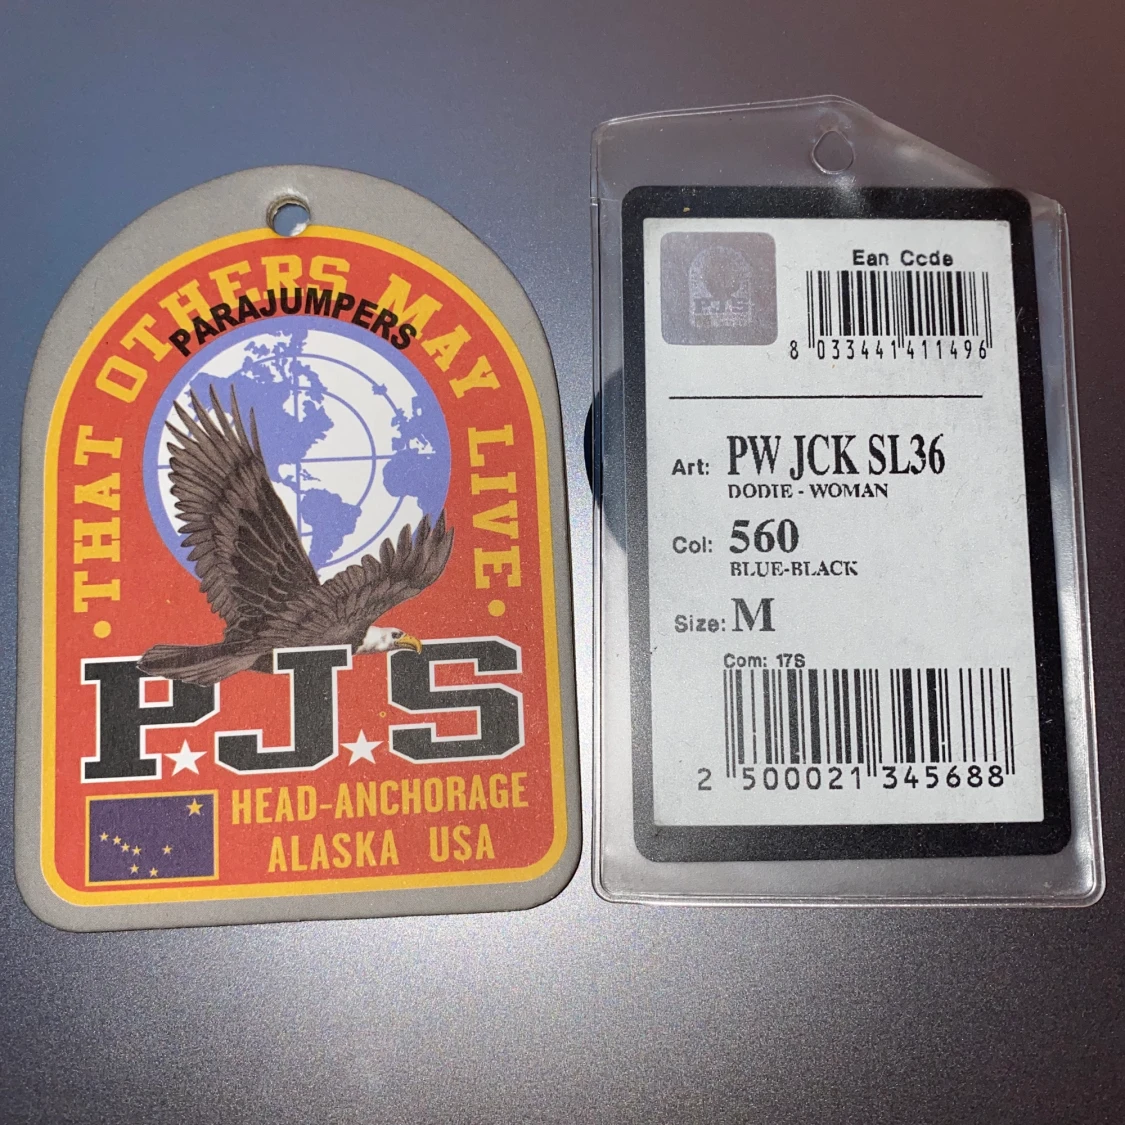 THAT OTHERS MAY LIVE
PARAJUMPERS
P.J.S
HEAD-ANCHORAGE
ALASKA USA
P.J.S
Ean Code
8 033441 411496
Art: PW JCK SL36
DODIE - WOMAN
Col: 560
BLUE-BLACK
Size: M
Com: 17S
2 500021 345688